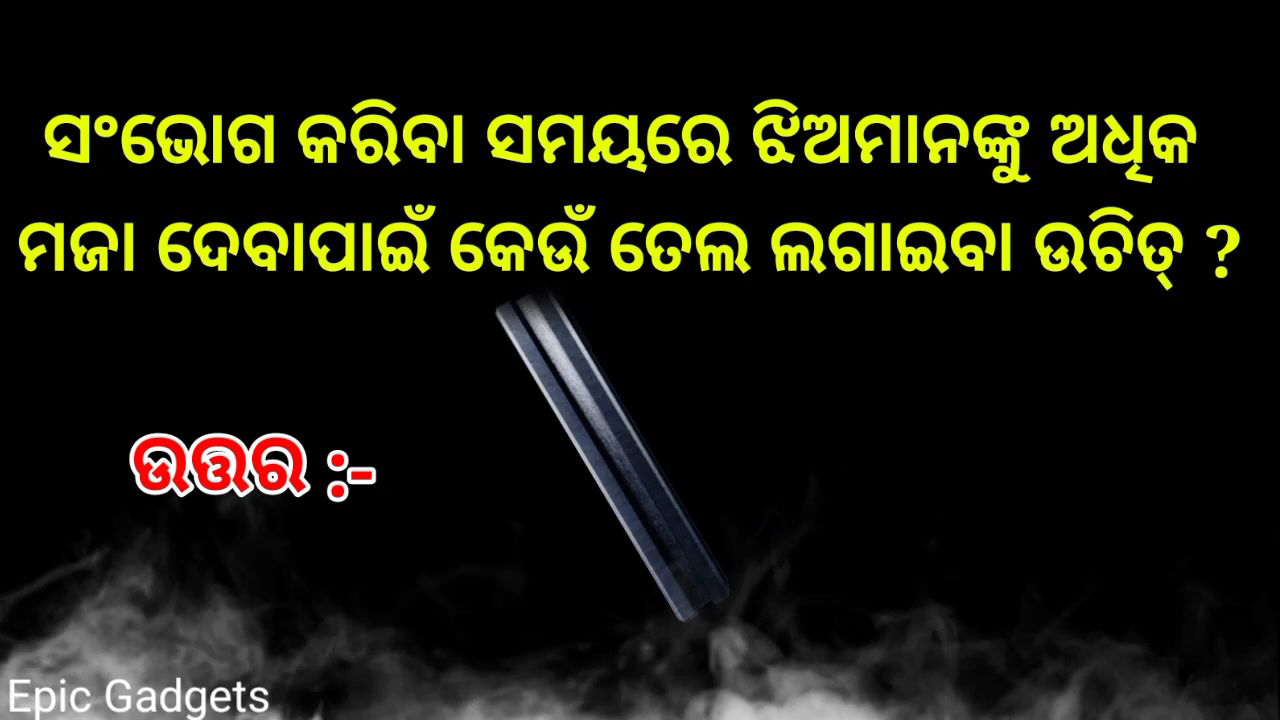 ସଂଭୋଗ କରିବା ସମୟରେ ଝିଅମାନଙ୍କୁ ଅଧିକ
ମଜା ଦେବାପାଇଁ କେଉଁ ତେଲ ଲଗାଇବା ଉଚିତ୍ ?
ଉତ୍ତର :-
Epic Gadgets